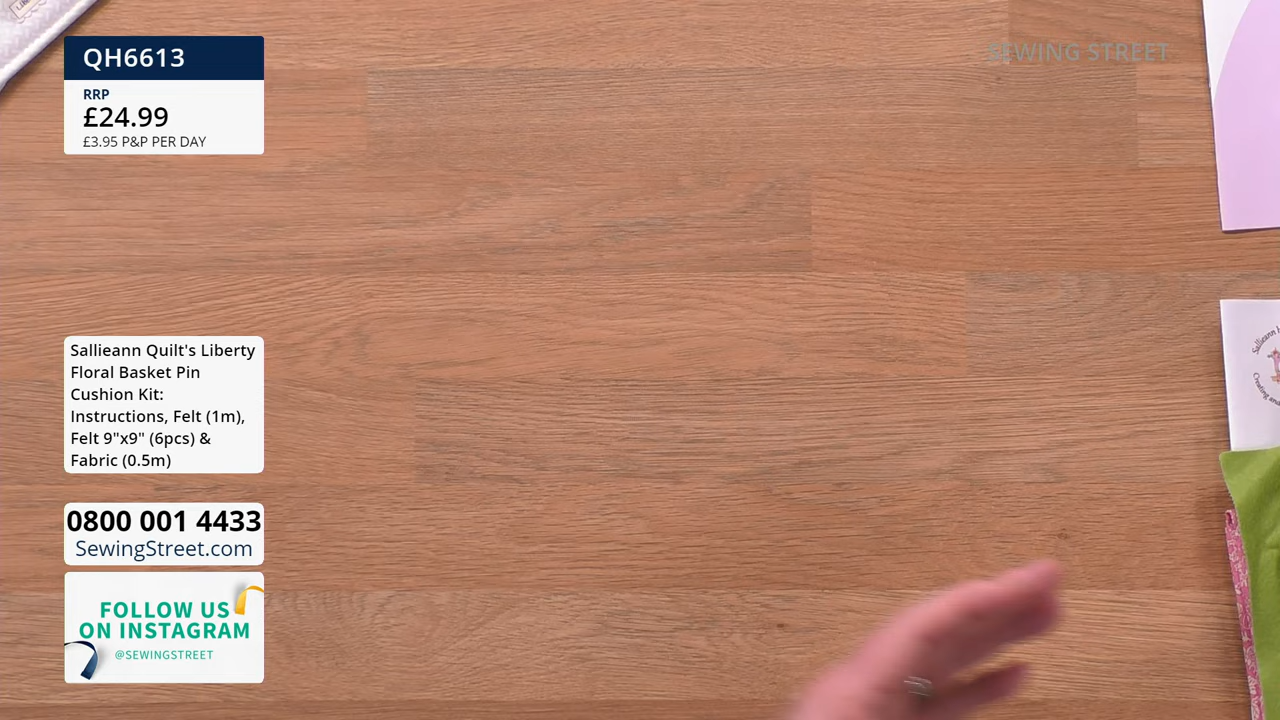 QH6613
RRP
£24.99
£3.95 P&P PER DAY
SEWING STREET
Sallieann Quilt's Liberty
Floral Basket Pin
Cushion Kit:
Instructions, Felt (1m),
Felt 9"x9" (6pcs) &
Fabric (0.5m)
0800 001 4433
SewingStreet.com
FOLLOW US
ON INSTAGRAM
@SEWINGSTREET
Sallieann
Creating